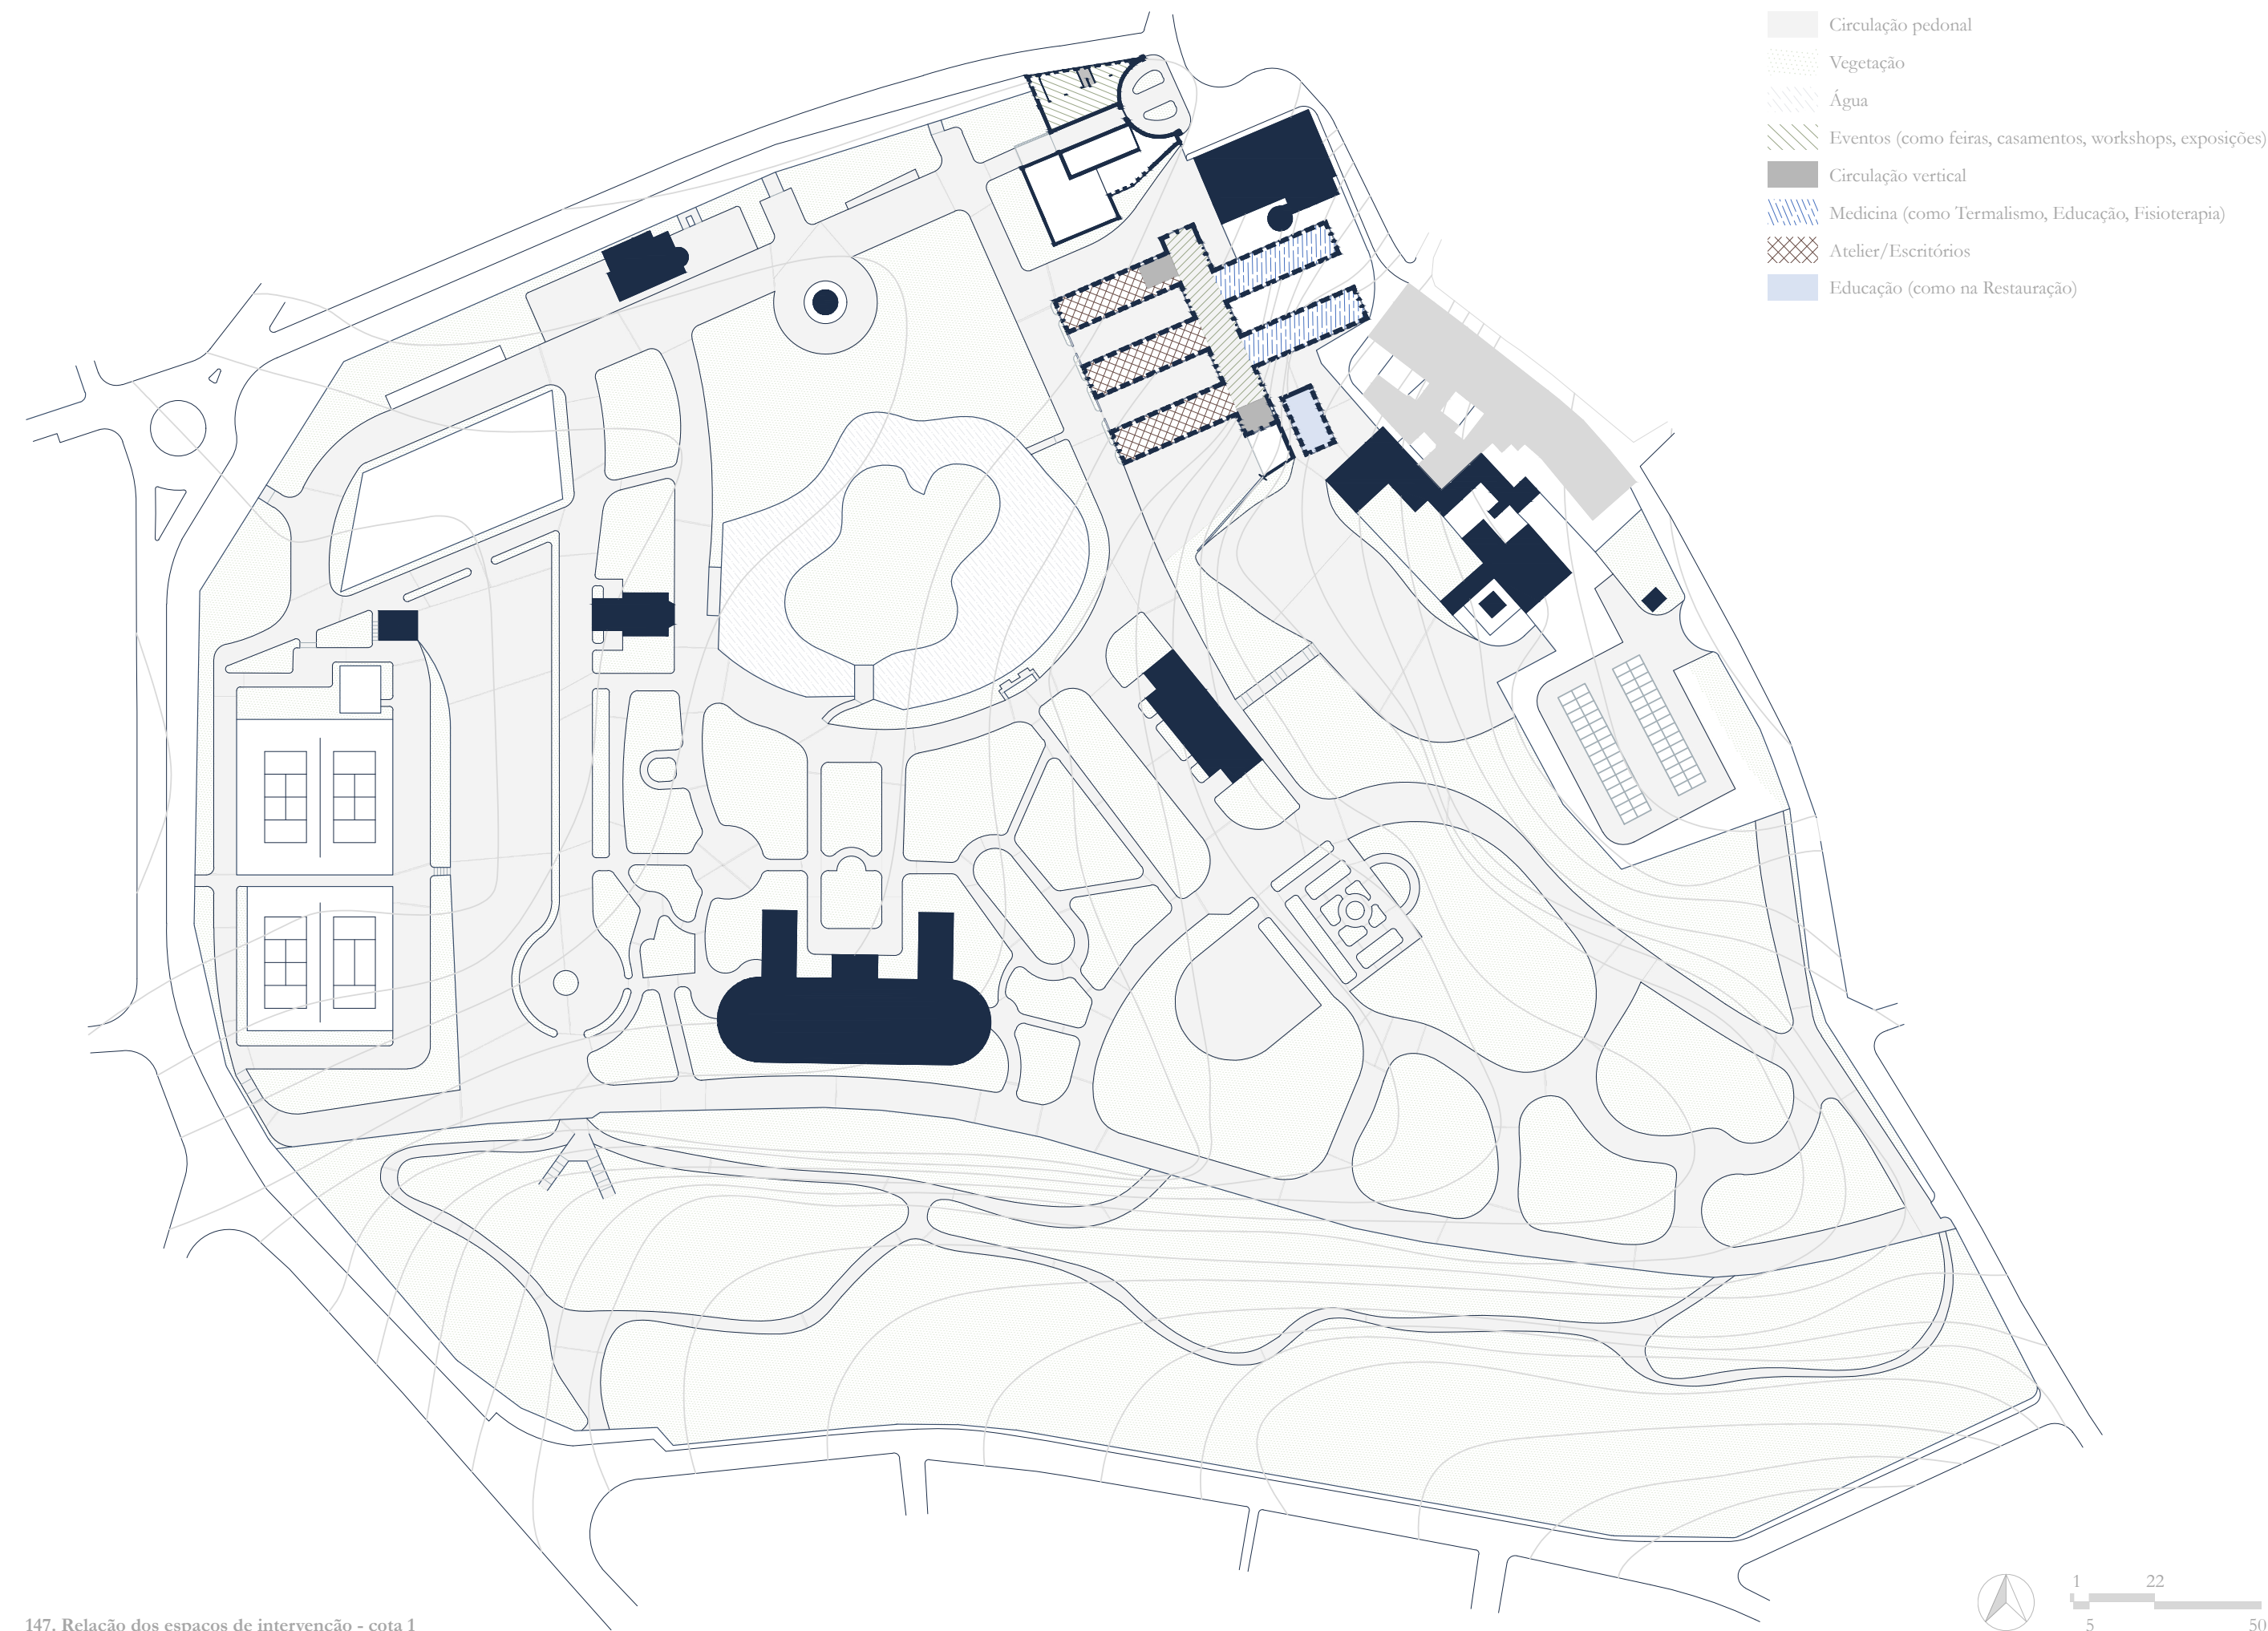 Circulação pedonal
Vegetação
Água
Eventos (como feiras, casamentos, workshops, exposições)
Circulação vertical
Medicina (como Termalismo, Educação, Fisioterapia)
Atelier/Escritórios
Educação (como na Restauração)
1 22
5 50
147. Relação dos espaços de intervenção - cota 1